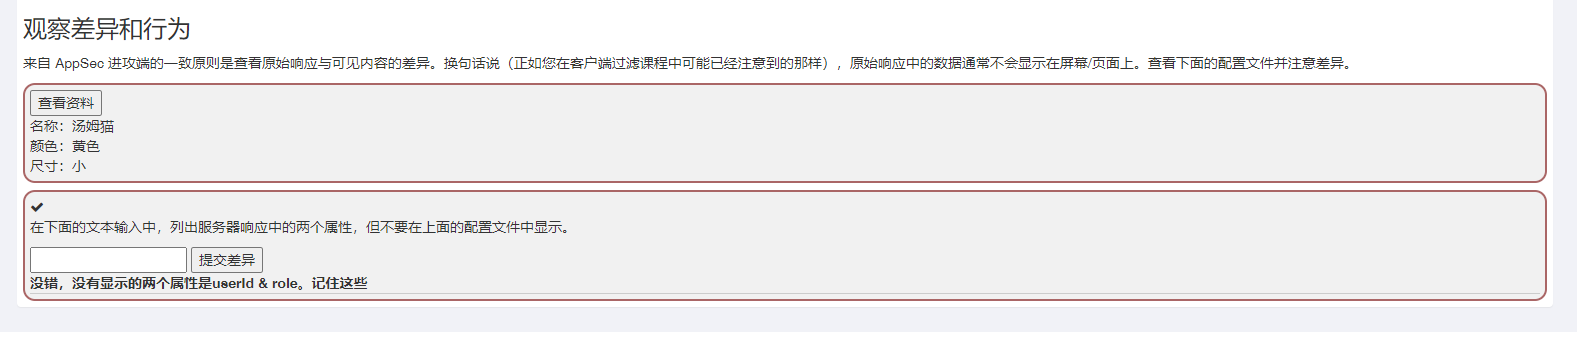 观察差异和行为
来自 AppSec 进攻端的一致原则是查看原始响应与可见内容的差异。换句话说（正如您在客户端过滤课程中可能已经注意到的那样），原始响应中的数据通常不会显示在屏幕/页面上。查看下面的配置文件并注意差异。
查看资料
名称：汤姆猫
颜色：黄色
尺寸：小
在下面的文本输入中，列出服务器响应中的两个属性，但不要在上面的配置文件中显示。
提交差异
没错，没有显示的两个属性是userId & role。记住这些